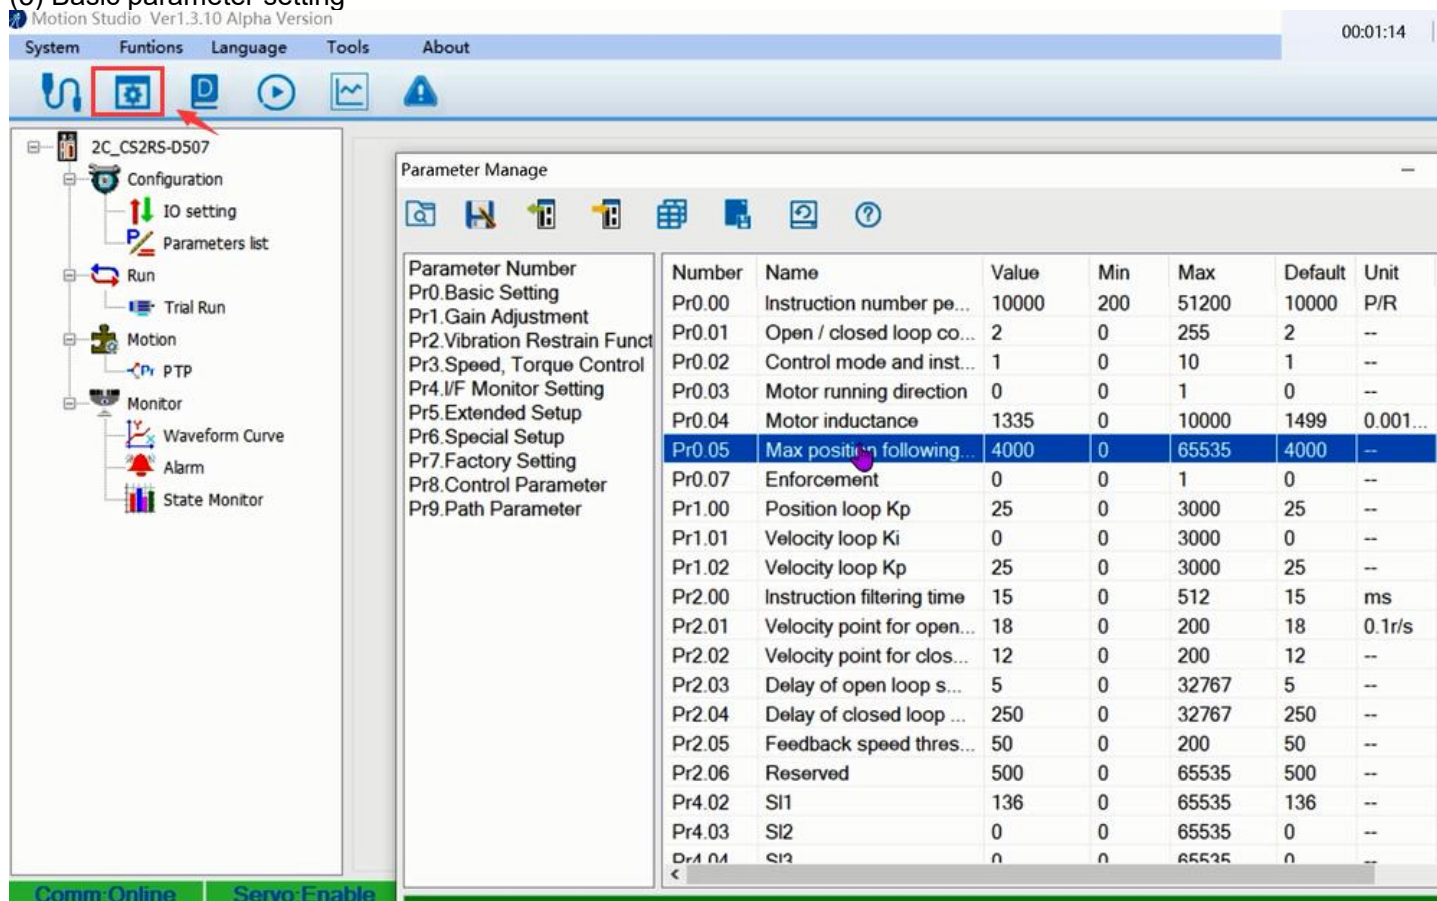 (3) Basic parameter setting
Motion Studio Ver1.3.10 Alpha Version
00:01:14
System Funtions Language Tools About
2C_CS2RS-D507
Configuration
IO setting
Parameters list
Run
Trial Run
Motion
PTP
Monitor
Waveform Curve
Alarm
State Monitor
Parameter Manage
Parameter Number
Pr0.Basic Setting
Pr1.Gain Adjustment
Pr2.Vibration Restrain Funct
Pr3.Speed, Torque Control
Pr4.I/F Monitor Setting
Pr5.Extended Setup
Pr6.Special Setup
Pr7.Factory Setting
Pr8.Control Parameter
Pr9.Path Parameter
Number Name Value Min Max Default Unit
Pr0.00 Instruction number pe... 10000 200 51200 10000 P/R
Pr0.01 Open / closed loop co... 2 0 255 2 --
Pr0.02 Control mode and inst... 1 0 10 1 --
Pr0.03 Motor running direction 0 0 1 0 --
Pr0.04 Motor inductance 1335 0 10000 1499 0.001...
Pr0.05 Max position following... 4000 0 65535 4000 --
Pr0.07 Enforcement 0 0 1 0 --
Pr1.00 Position loop Kp 25 0 3000 25 --
Pr1.01 Velocity loop Ki 0 0 3000 0 --
Pr1.02 Velocity loop Kp 25 0 3000 25 --
Pr2.00 Instruction filtering time 15 0 512 15 ms
Pr2.01 Velocity point for open... 18 0 200 18 0.1r/s
Pr2.02 Velocity point for clos... 12 0 200 12 --
Pr2.03 Delay of open loop s... 5 0 32767 5 --
Pr2.04 Delay of closed loop ... 250 0 32767 250 --
Pr2.05 Feedback speed thres... 50 0 200 50 --
Pr2.06 Reserved 500 0 65535 500 --
Pr4.02 SI1 136 0 65535 136 --
Pr4.03 SI2 0 0 65535 0 --
Pr4.04 SI3 0 0 65535 0 --
Comm:Online Servo:Enable